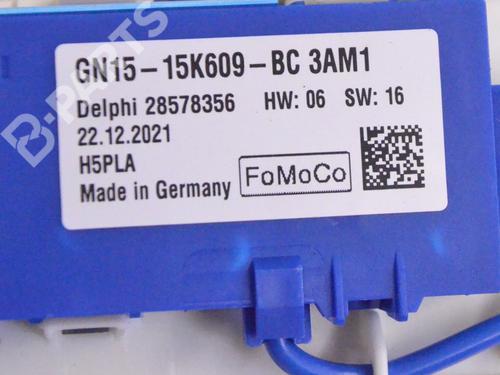 GN15-15K609-BC 3AM1
Delphi 28578356 HW: 06 SW: 16
22.12.2021
H5PLA
Made in Germany FoMoCo
B-PARTS